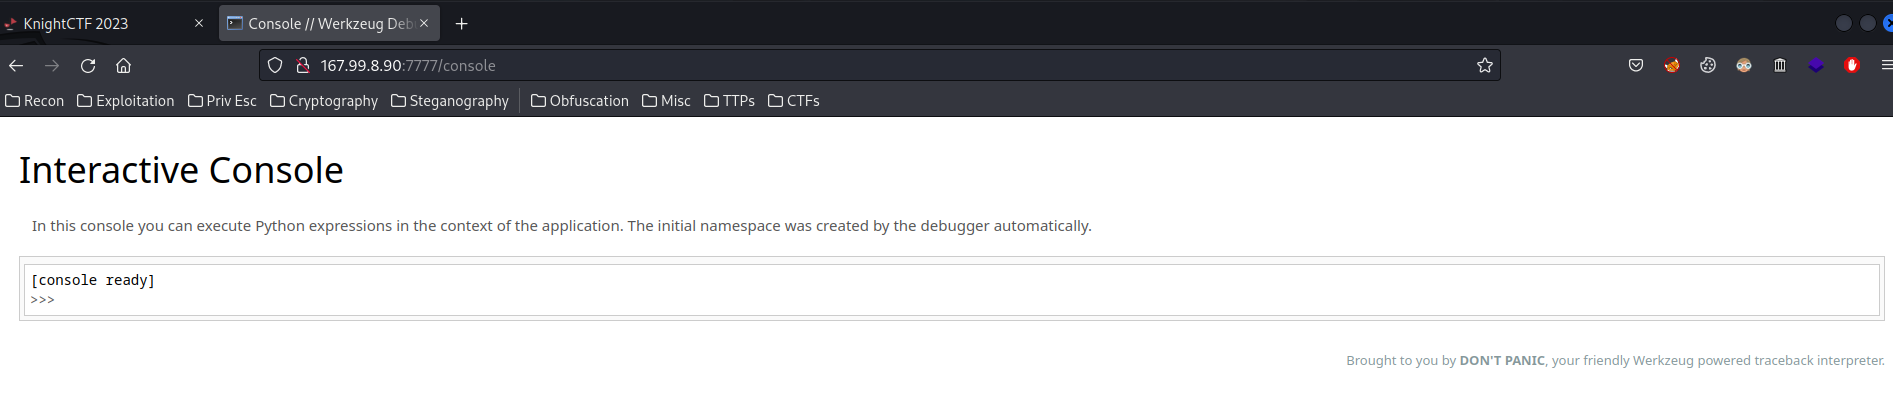 KnightCTF 2023
Console // Werkzeug Deb
167.99.8.90:7777/console
Recon Exploitation Priv Esc Cryptography Steganography Obfuscation Misc TTPs CTFs
Interactive Console
In this console you can execute Python expressions in the context of the application. The initial namespace was created by the debugger automatically.
[console ready]
>>>
Brought to you by DON'T PANIC, your friendly Werkzeug powered traceback interpreter.